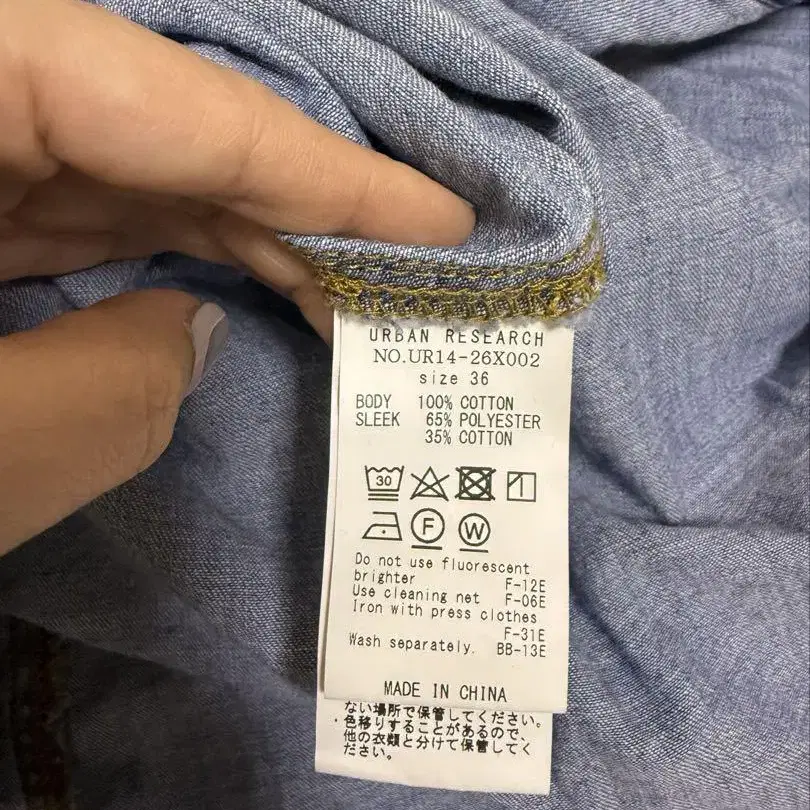 URBAN RESEARCH
NO.UR14-26X002
size 36
BODY 100% COTTON
SLEEK 65% POLYESTER
35% COTTON
30
F W
Do not use fluorescent
brighter F-12E
Use cleaning net F-06E
Iron with press clothes
F-31E
Wash separately. BB-13E
MADE IN CHINA
ない場所で保管してください。
・色移りすることがあるので、
他の衣類と分けて保管してく
ださい。